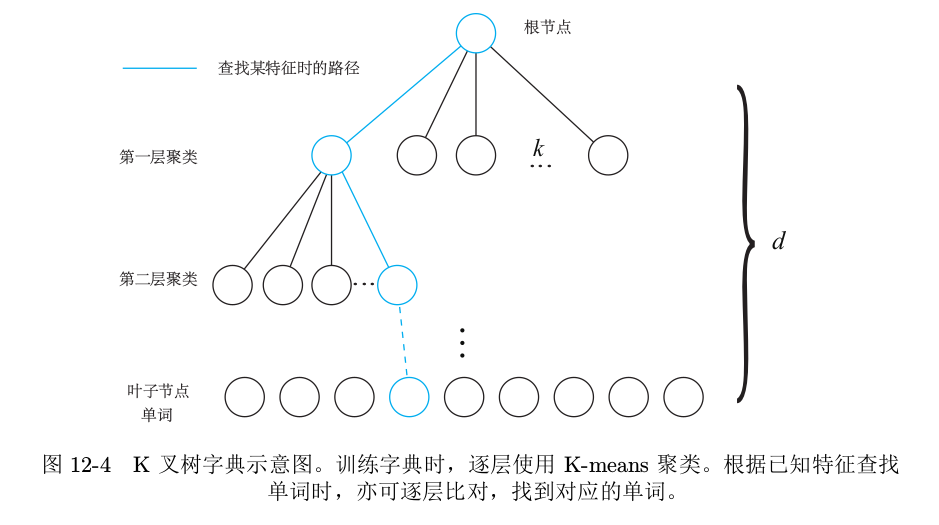 根节点
查找某特征时的路径
第一层聚类
k
...
d
第二层聚类
...
叶子节点
单词
图 12-4 K 叉树字典示意图。训练字典时，逐层使用 K-means 聚类。根据已知特征查找
单词时，亦可逐层比对，找到对应的单词。